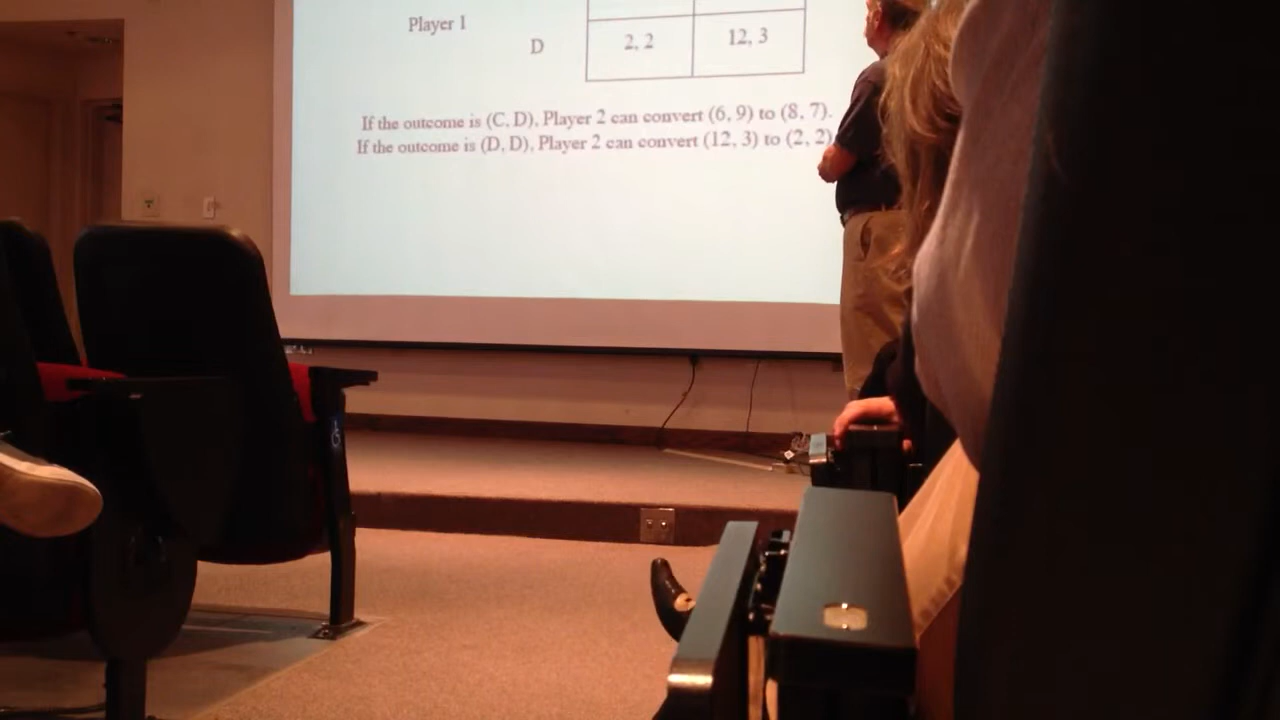 Player 1
D
2, 2
12, 3
If the outcome is (C, D), Player 2 can convert (6, 9) to (8, 7).
If the outcome is (D, D), Player 2 can convert (12, 3) to (2, 2)